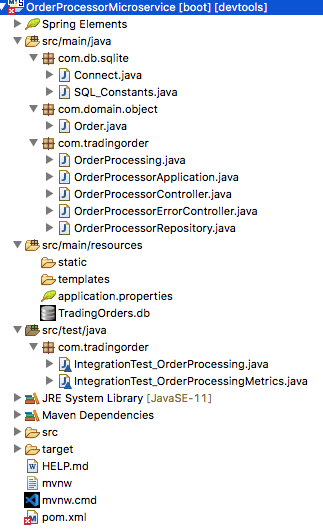 OrderProcessorMicroservice [boot] [devtools]
Spring Elements
src/main/java
com.db.sqlite
Connect.java
SQL_Constants.java
com.domain.object
Order.java
com.tradingorder
OrderProcessing.java
OrderProcessorApplication.java
OrderProcessorController.java
OrderProcessorErrorController.java
OrderProcessorRepository.java
src/main/resources
static
templates
application.properties
TradingOrders.db
src/test/java
com.tradingorder
IntegrationTest_OrderProcessing.java
IntegrationTest_OrderProcessingMetrics.java
JRE System Library [JavaSE-11]
Maven Dependencies
src
target
HELP.md
mvnw
mvnw.cmd
pom.xml